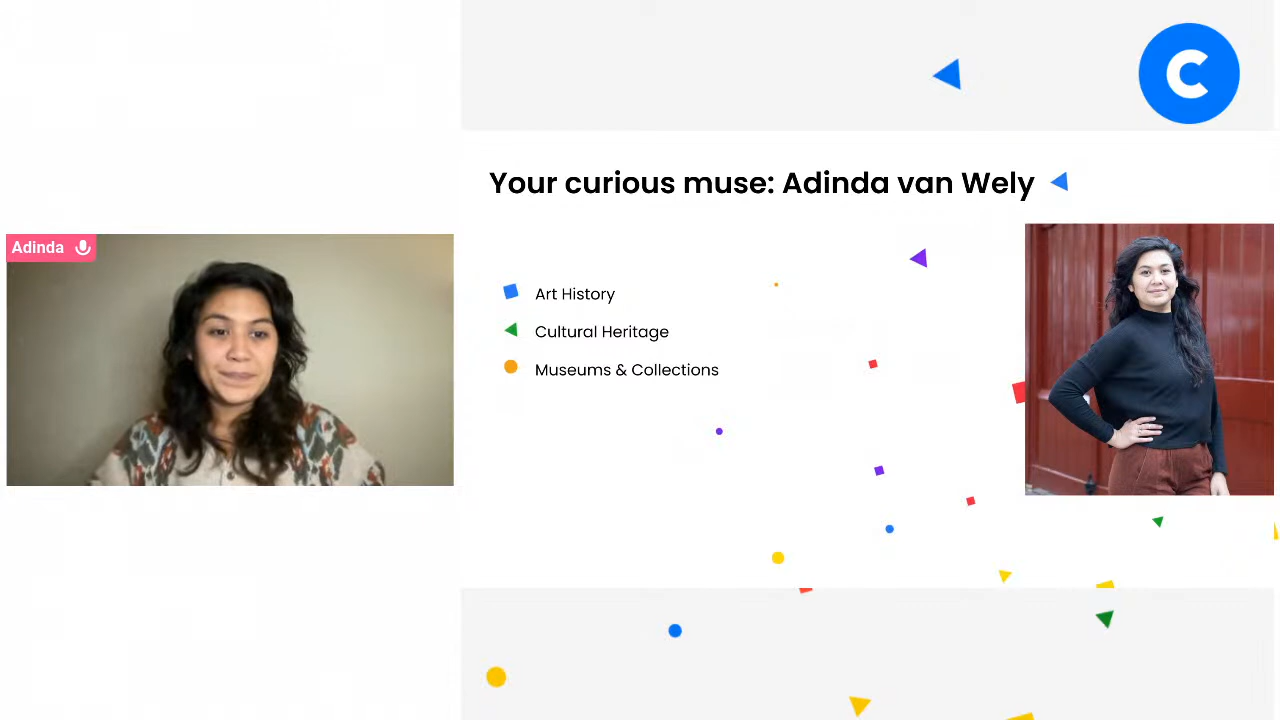 C
Your curious muse: Adinda van Wely
Adinda
Art History
Cultural Heritage
Museums & Collections